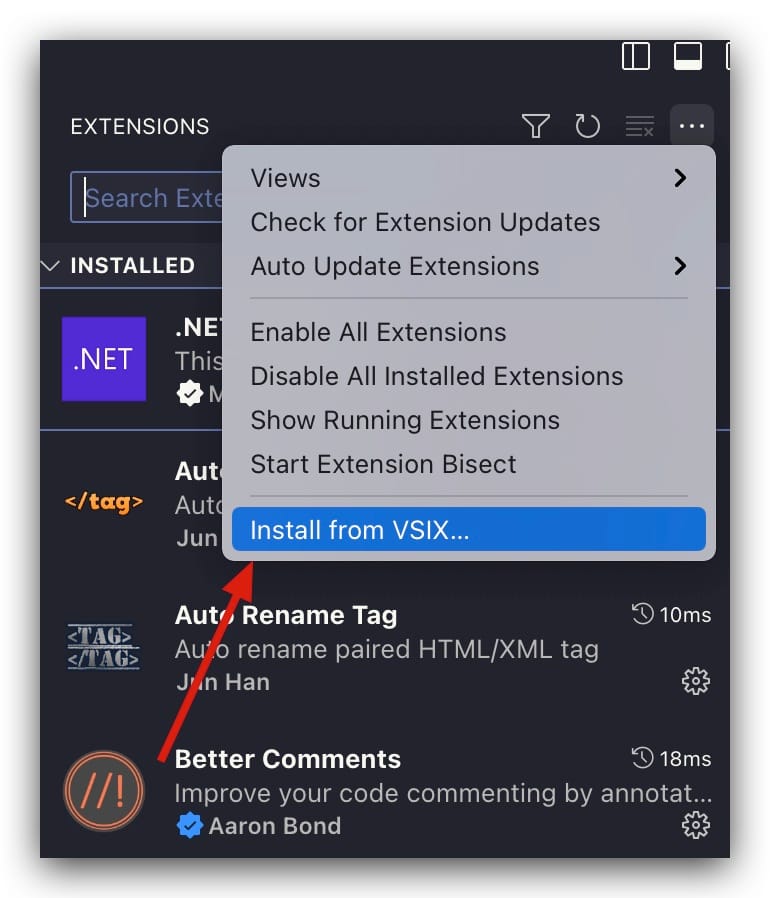 EXTENSIONS
Search Exte
Views
Check for Extension Updates
Auto Update Extensions
INSTALLED
Enable All Extensions
Disable All Installed Extensions
Show Running Extensions
Start Extension Bisect
Install from VSIX...
.NET
.NE
This
M
</tag>
Aut
Auto
Jun
<TAG>
</TAG>
Auto Rename Tag
10ms
Auto rename paired HTML/XML tag
Jun Han
//!
Better Comments
18ms
Improve your code commenting by annotat...
Aaron Bond